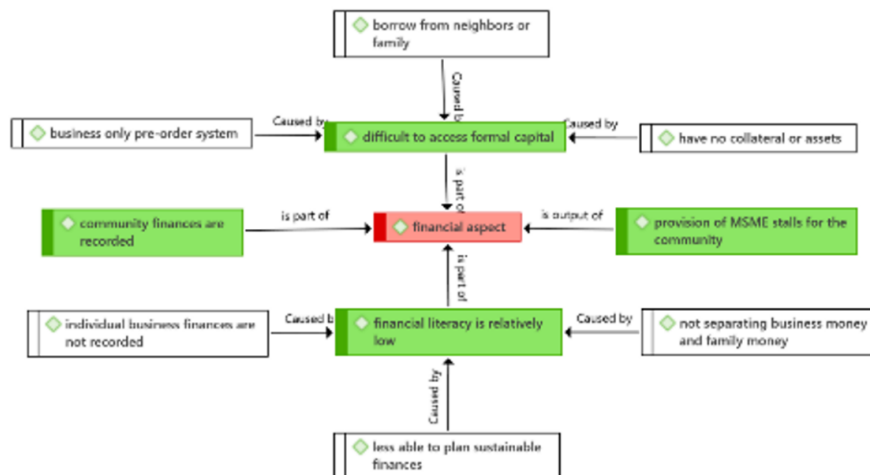 borrow from neighbors or
family
Caused by
business only pre-order system
Caused by
difficult to access formal capital
Caused by
have no collateral or assets
is part of
community finances are
recorded
is part of
financial aspect
is output of
provision of MSME stalls for the
community
is part of
individual business finances are
not recorded
Caused b
financial literacy is relatively
low
Caused by
not separating business money
and family money
Caused by
less able to plan sustainable
finances